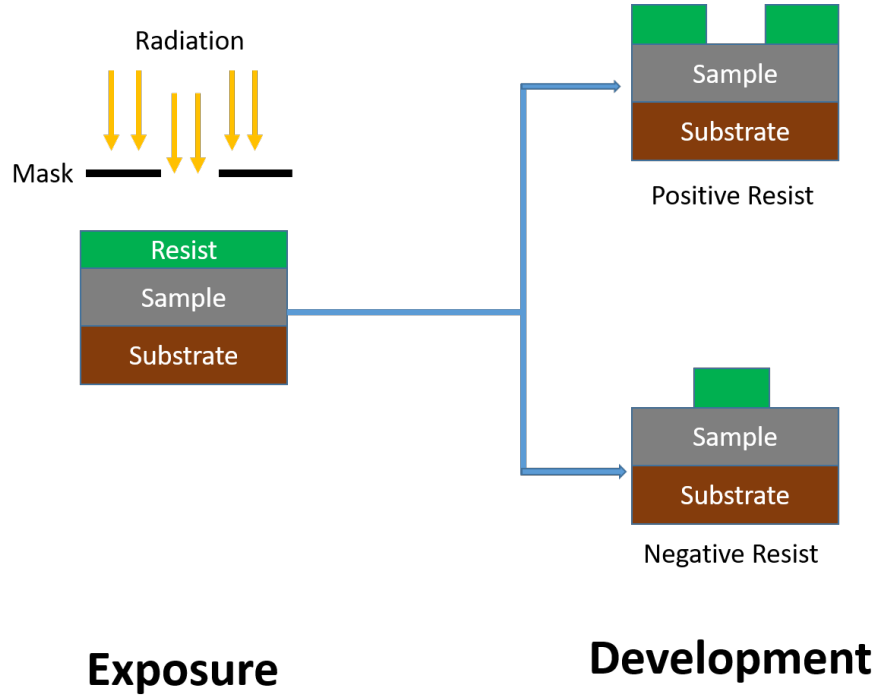 Radiation
Mask
Resist
Sample
Substrate
Sample
Substrate
Positive Resist
Sample
Substrate
Negative Resist
Exposure
Development